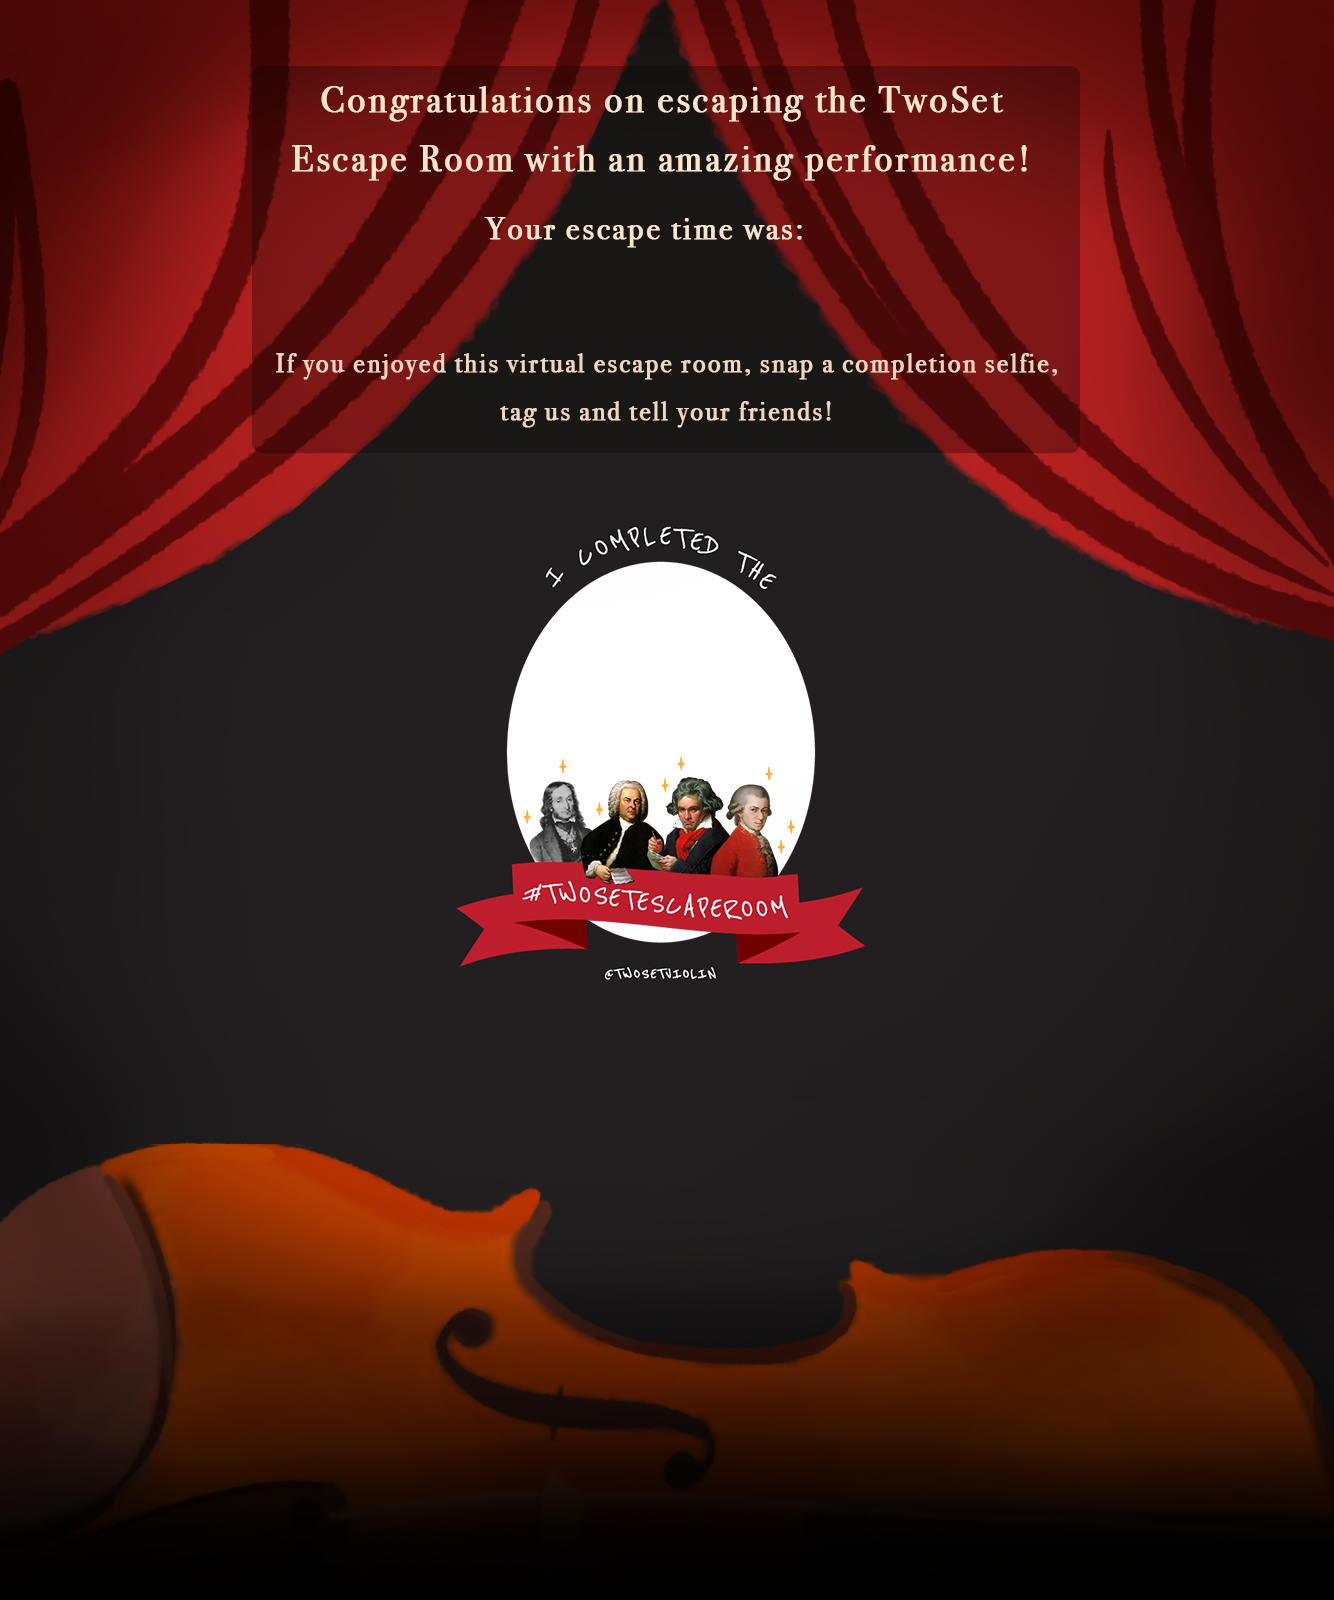 Congratulations on escaping the TwoSet
Escape Room with an amazing performance!
Your escape time was:
If you enjoyed this virtual escape room, snap a completion selfie,
tag us and tell your friends!
I COMPLETED THE
#TWOSETESCAPEROOM
@TWOSETVIOLIN